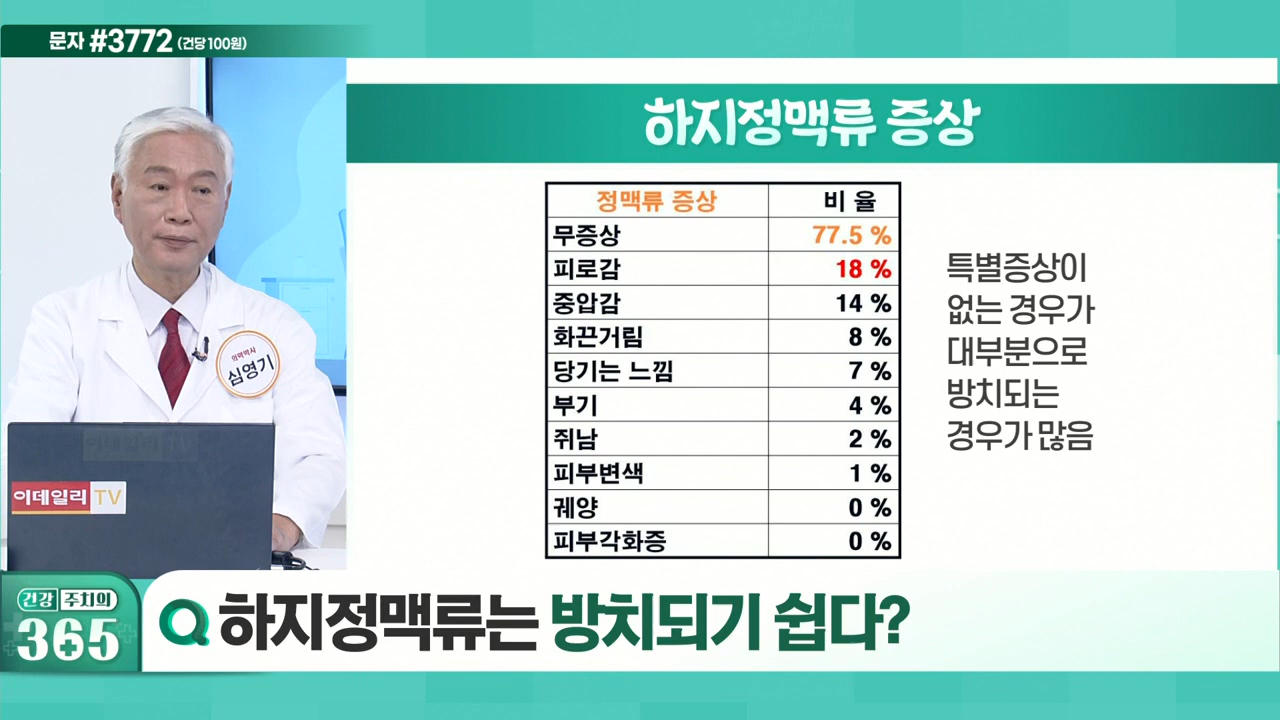 문자 #3772 (건당 100원)
하지정맥류 증상
정맥류 증상 비 율
무증상 77.5 %
피로감 18 %
중압감 14 %
화끈거림 8 %
당기는 느낌 7 %
부기 4 %
쥐남 2 %
피부변색 1 %
궤양 0 %
피부각화증 0 %
특별증상이
없는 경우가
대부분으로
방치되는
경우가 많음
의학박사
심영기
이데일리
이데일리 TV
건강 주치의
365
Q 하지정맥류는 방치되기 쉽다?